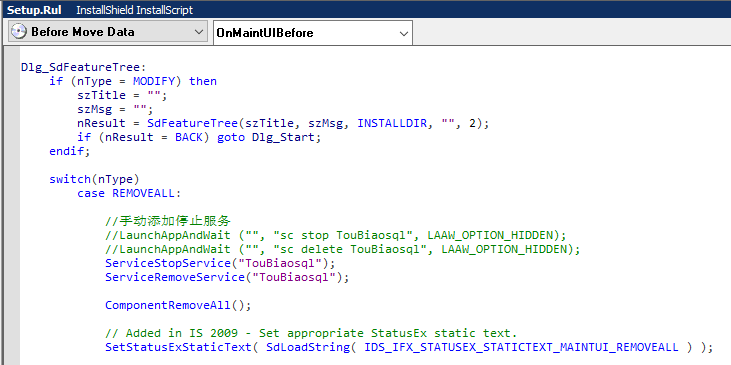 Setup.Rul InstallShield InstallScript
Before Move Data OnMaintUIBefore
Dlg_SdFeatureTree:
if (nType = MODIFY) then
szTitle = "";
szMsg = "";
nResult = SdFeatureTree(szTitle, szMsg, INSTALLDIR, "", 2);
if (nResult = BACK) goto Dlg_Start;
endif;
switch(nType)
case REMOVEALL:
//手动添加停止服务
//LaunchAppAndWait ("", "sc stop TouBiaosql", LAAW_OPTION_HIDDEN);
//LaunchAppAndWait ("", "sc delete TouBiaosql", LAAW_OPTION_HIDDEN);
ServiceStopService("TouBiaosql");
ServiceRemoveService("TouBiaosql");
ComponentRemoveAll();
// Added in IS 2009 - Set appropriate StatusEx static text.
SetStatusExStaticText( SdLoadString( IDS_IFX_STATUSEX_STATICTEXT_MAINTUI_REMOVEALL ) );